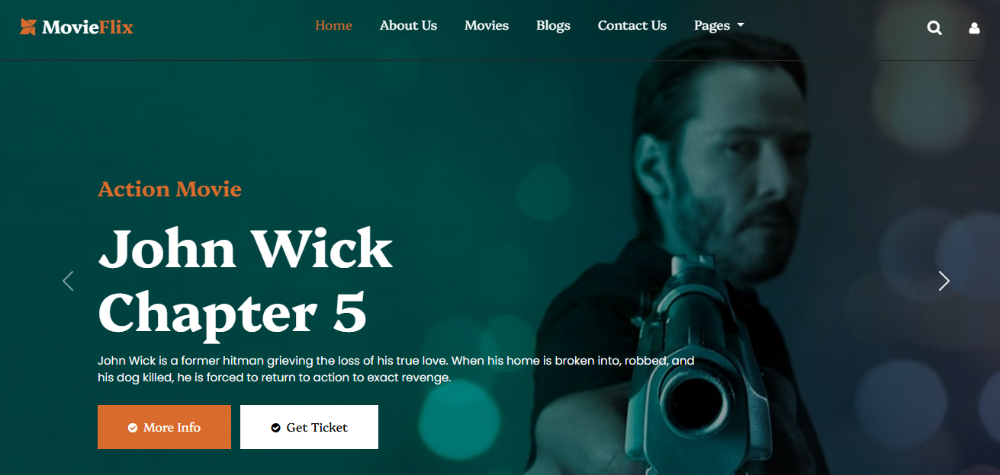 MovieFlix Home About Us Movies Blogs Contact Us Pages
Action Movie
John Wick
Chapter 5
John Wick is a former hitman grieving the loss of his true love. When his home is broken into, robbed, and
his dog killed, he is forced to return to action to exact revenge.
More Info Get Ticket